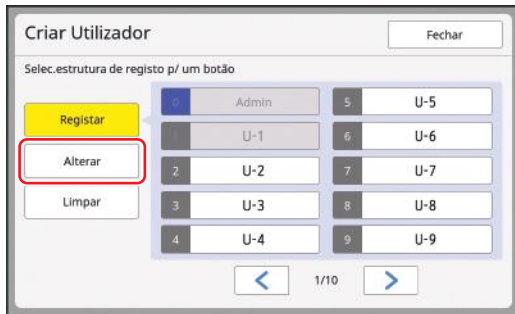 Criar Utilizador
Fechar
Selec.estrutura de registo p/ um botão
Registar
Alterar
Limpar
0 Admin
1 U-1
2 U-2
3 U-3
4 U-4
5 U-5
6 U-6
7 U-7
8 U-8
9 U-9
1/10